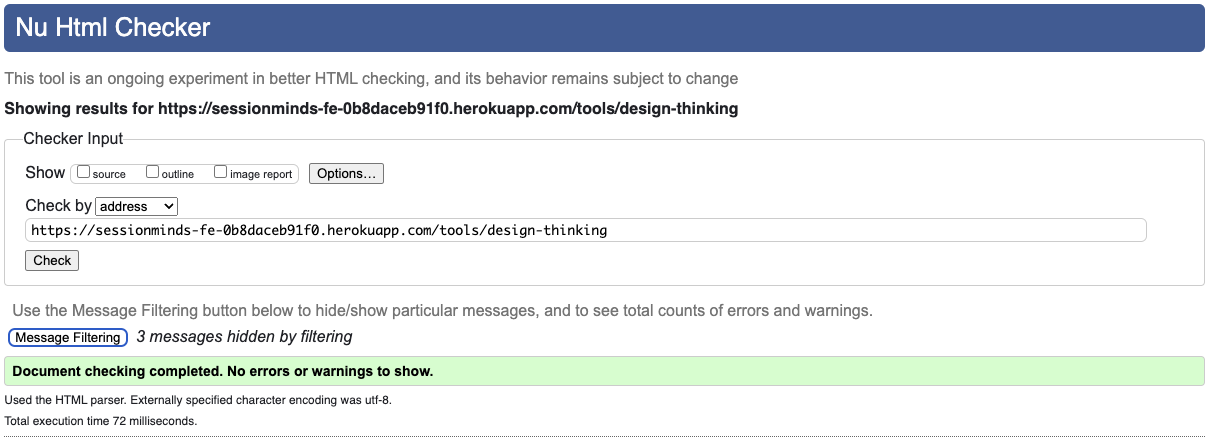 Nu Html Checker
This tool is an ongoing experiment in better HTML checking, and its behavior remains subject to change
Showing results for https://sessionminds-fe-0b8daceb91f0.herokuapp.com/tools/design-thinking
Checker Input
Show source outline image report Options...
Check by address
https://sessionminds-fe-0b8daceb91f0.herokuapp.com/tools/design-thinking
Check
Use the Message Filtering button below to hide/show particular messages, and to see total counts of errors and warnings.
Message Filtering 3 messages hidden by filtering
Document checking completed. No errors or warnings to show.
Used the HTML parser. Externally specified character encoding was utf-8.
Total execution time 72 milliseconds.